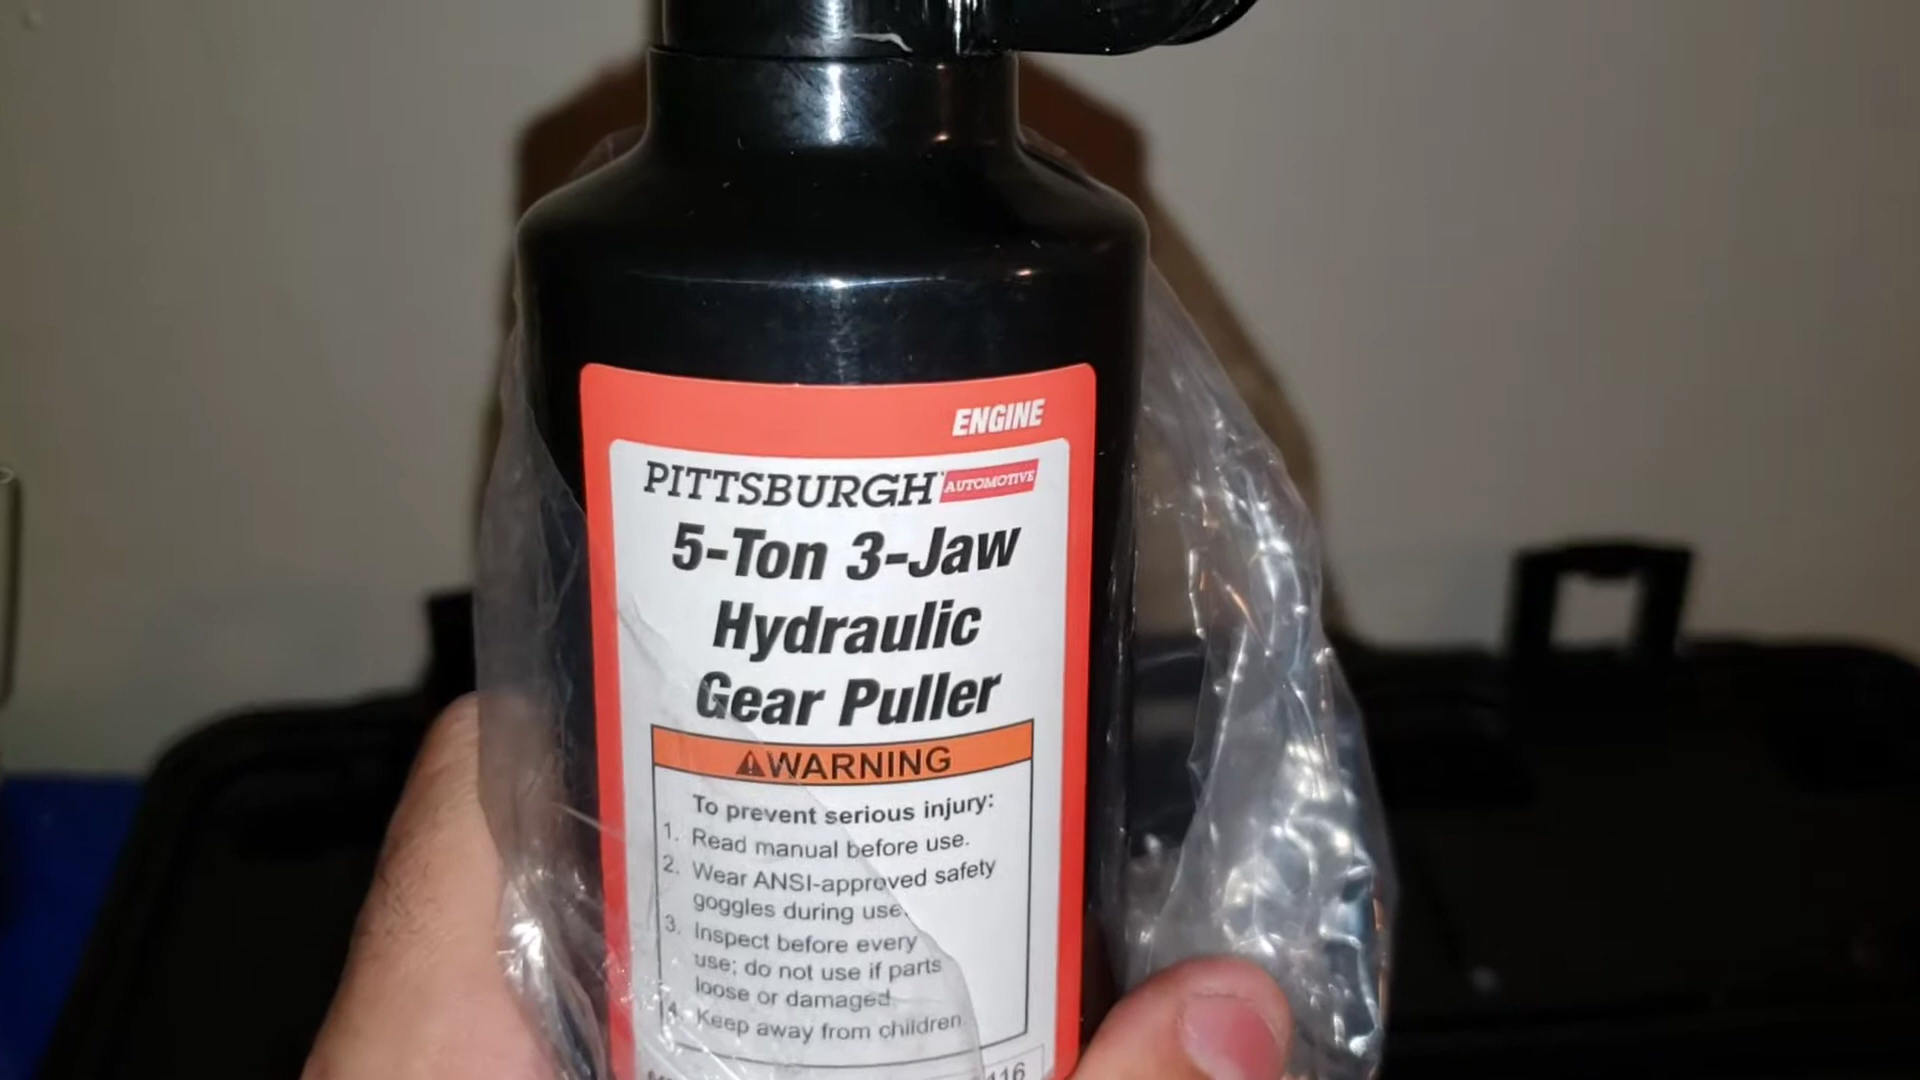 ENGINE
PITTSBURGH AUTOMOTIVE
5-Ton 3-Jaw
Hydraulic
Gear Puller
WARNING
To prevent serious injury:
1. Read manual before use.
2. Wear ANSI-approved safety
goggles during use.
3. Inspect before every
use; do not use if parts
loose or damaged.
4. Keep away from children.